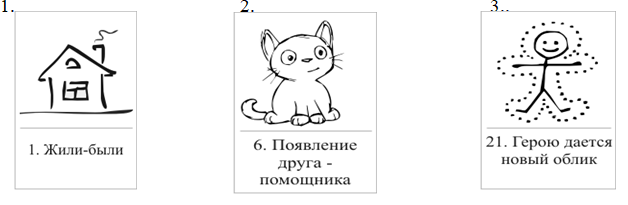 1. 2. 3..
1. Жили-были
6. Появление
друга -
помощника
21. Герою дается
новый облик